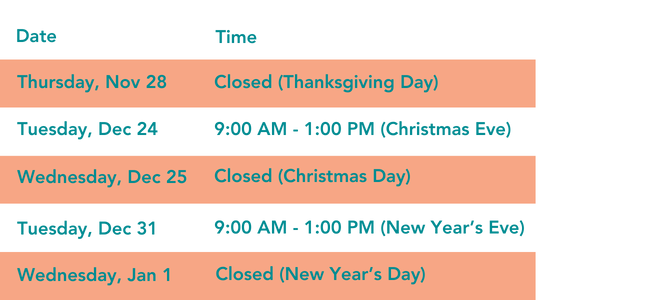 Date Time
Thursday, Nov 28 Closed (Thanksgiving Day)
Tuesday, Dec 24 9:00 AM - 1:00 PM (Christmas Eve)
Wednesday, Dec 25 Closed (Christmas Day)
Tuesday, Dec 31 9:00 AM - 1:00 PM (New Year’s Eve)
Wednesday, Jan 1 Closed (New Year’s Day)